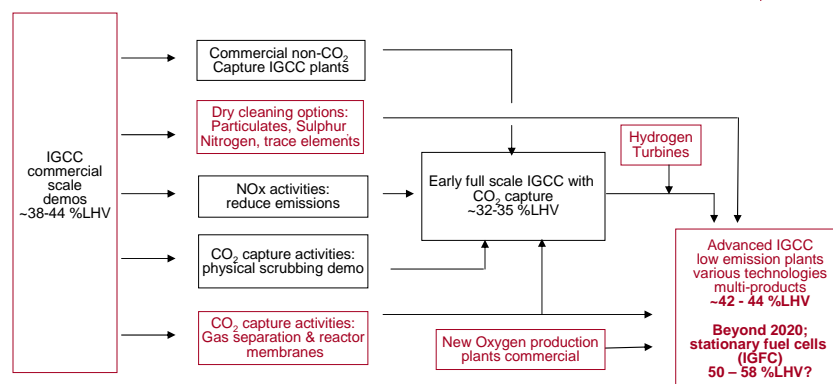 IGCC
commercial
scale
demos
~38-44 %LHV
Commercial non-CO₂
Capture IGCC plants
Dry cleaning options:
Particulates, Sulphur
Nitrogen, trace elements
NOx activities:
reduce emissions
CO₂ capture activities:
physical scrubbing demo
CO₂ capture activities:
Gas separation & reactor
membranes
Early full scale IGCC with
CO₂ capture
~32-35 %LHV
New Oxygen production
plants commercial
Hydrogen
Turbines
Advanced IGCC
low emission plants
various technologies
multi-products
~42 - 44 %LHV
Beyond 2020;
stationary fuel cells
(IGFC)
50 – 58 %LHV?